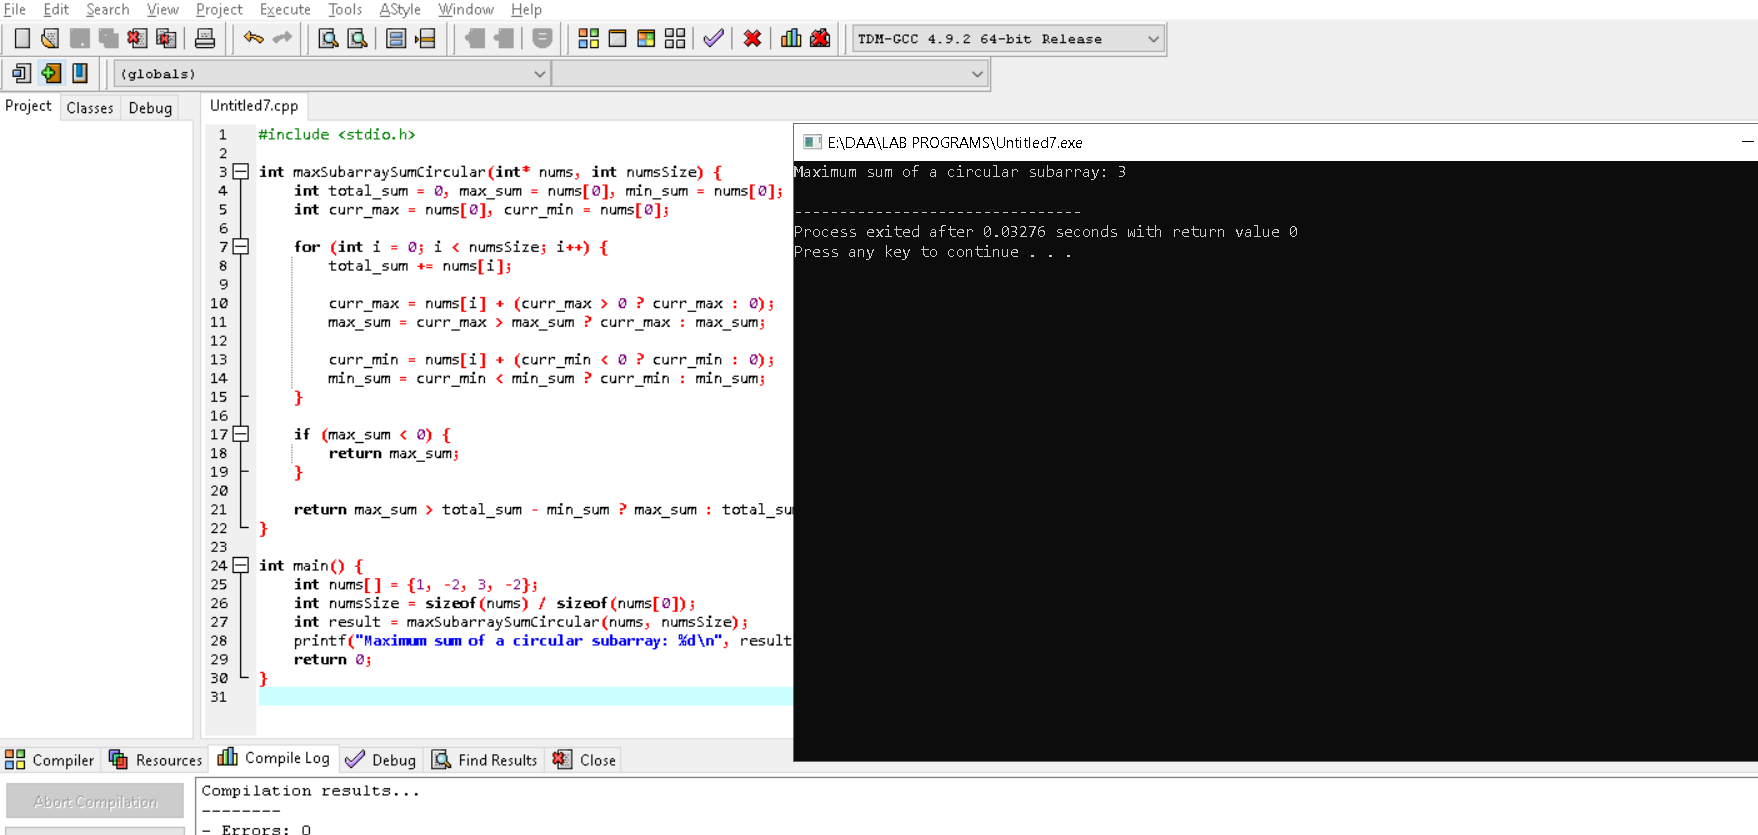 File Edit Search View Project Execute Tools AStyle Window Help
TDM-GCC 4.9.2 64-bit Release
(globals)
Project Classes Debug
Untitled7.cpp
1 #include <stdio.h>
2
3 int maxSubarraySumCircular(int* nums, int numsSize) {
4 int total_sum = 0, max_sum = nums[0], min_sum = nums[0];
5 int curr_max = nums[0], curr_min = nums[0];
6
7 for (int i = 0; i < numsSize; i++) {
8 total_sum += nums[i];
9
10 curr_max = nums[i] + (curr_max > 0 ? curr_max : 0);
11 max_sum = curr_max > max_sum ? curr_max : max_sum;
12
13 curr_min = nums[i] + (curr_min < 0 ? curr_min : 0);
14 min_sum = curr_min < min_sum ? curr_min : min_sum;
15 }
16
17 if (max_sum < 0) {
18 return max_sum;
19 }
20
21 return max_sum > total_sum - min_sum ? max_sum : total_su
22 }
23
24 int main() {
25 int nums[] = {1, -2, 3, -2};
26 int numsSize = sizeof(nums) / sizeof(nums[0]);
27 int result = maxSubarraySumCircular(nums, numsSize);
28 printf("Maximum sum of a circular subarray: %d\n", result
29 return 0;
30 }
31
E:\DAA\LAB PROGRAMS\Untitled7.exe
Maximum sum of a circular subarray: 3
--------------------------------
Process exited after 0.03276 seconds with return value 0
Press any key to continue . . .
Compiler Resources Compile Log Debug Find Results Close
Abort Compilation
Compilation results...
--------
- Errors: 0